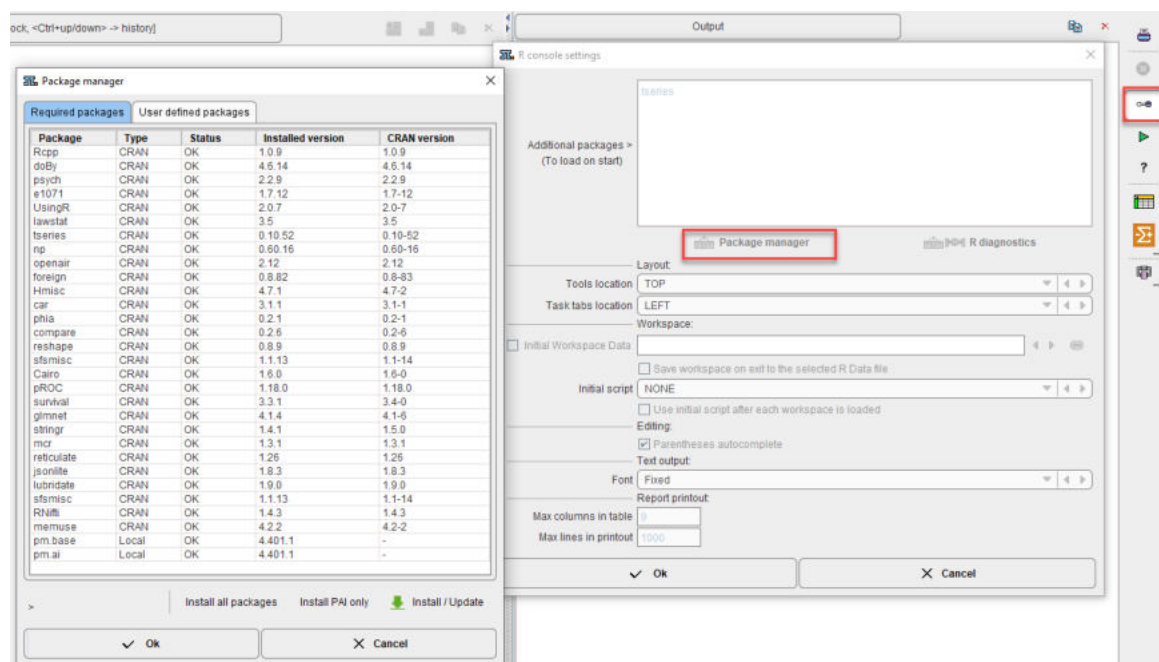 ock, <Ctrl+up/down> -> history]
Output
R console settings
Package manager
Required packages User defined packages
Package Type Status Installed version CRAN version
Rcpp CRAN OK 1.0.9 1.0.9
doBy CRAN OK 4.6.14 4.6.14
psych CRAN OK 2.2.9 2.2.9
e1071 CRAN OK 1.7.12 1.7-12
UsingR CRAN OK 2.0.7 2.0-7
lawstat CRAN OK 3.5 3.5
tseries CRAN OK 0.10.52 0.10-52
np CRAN OK 0.60.16 0.60-16
openair CRAN OK 2.12 2.12
foreign CRAN OK 0.8.82 0.8-83
Hmisc CRAN OK 4.7.1 4.7-2
car CRAN OK 3.1.1 3.1-1
phia CRAN OK 0.2.1 0.2-1
compare CRAN OK 0.2.6 0.2-6
reshape CRAN OK 0.8.9 0.8.9
sfsmisc CRAN OK 1.1.13 1.1-14
Cairo CRAN OK 1.6.0 1.6-0
pROC CRAN OK 1.18.0 1.18.0
survival CRAN OK 3.3.1 3.4-0
glmnet CRAN OK 4.1.4 4.1-6
stringr CRAN OK 1.4.1 1.5.0
mcr CRAN OK 1.3.1 1.3.1
reticulate CRAN OK 1.26 1.26
jsonlite CRAN OK 1.8.3 1.8.3
lubridate CRAN OK 1.9.0 1.9.0
sfsmisc CRAN OK 1.1.13 1.1-14
RNifti CRAN OK 1.4.3 1.4.3
memuse CRAN OK 4.2.2 4.2-2
pm.base Local OK 4.401.1 -
pm.ai Local OK 4.401.1 -
> Install all packages Install PAI only Install / Update
Ok Cancel
tseries
Additional packages >
(To load on start)
Package manager R diagnostics
Layout:
Tools location TOP
Task tabs location LEFT
Workspace:
Initial Workspace Data
Save workspace on exit to the selected R Data file
Initial script NONE
Use initial script after each workspace is loaded
Editing:
Parentheses autocomplete
Text output:
Font Fixed
Report printout:
Max columns in table 9
Max lines in printout 1000
Ok Cancel
?